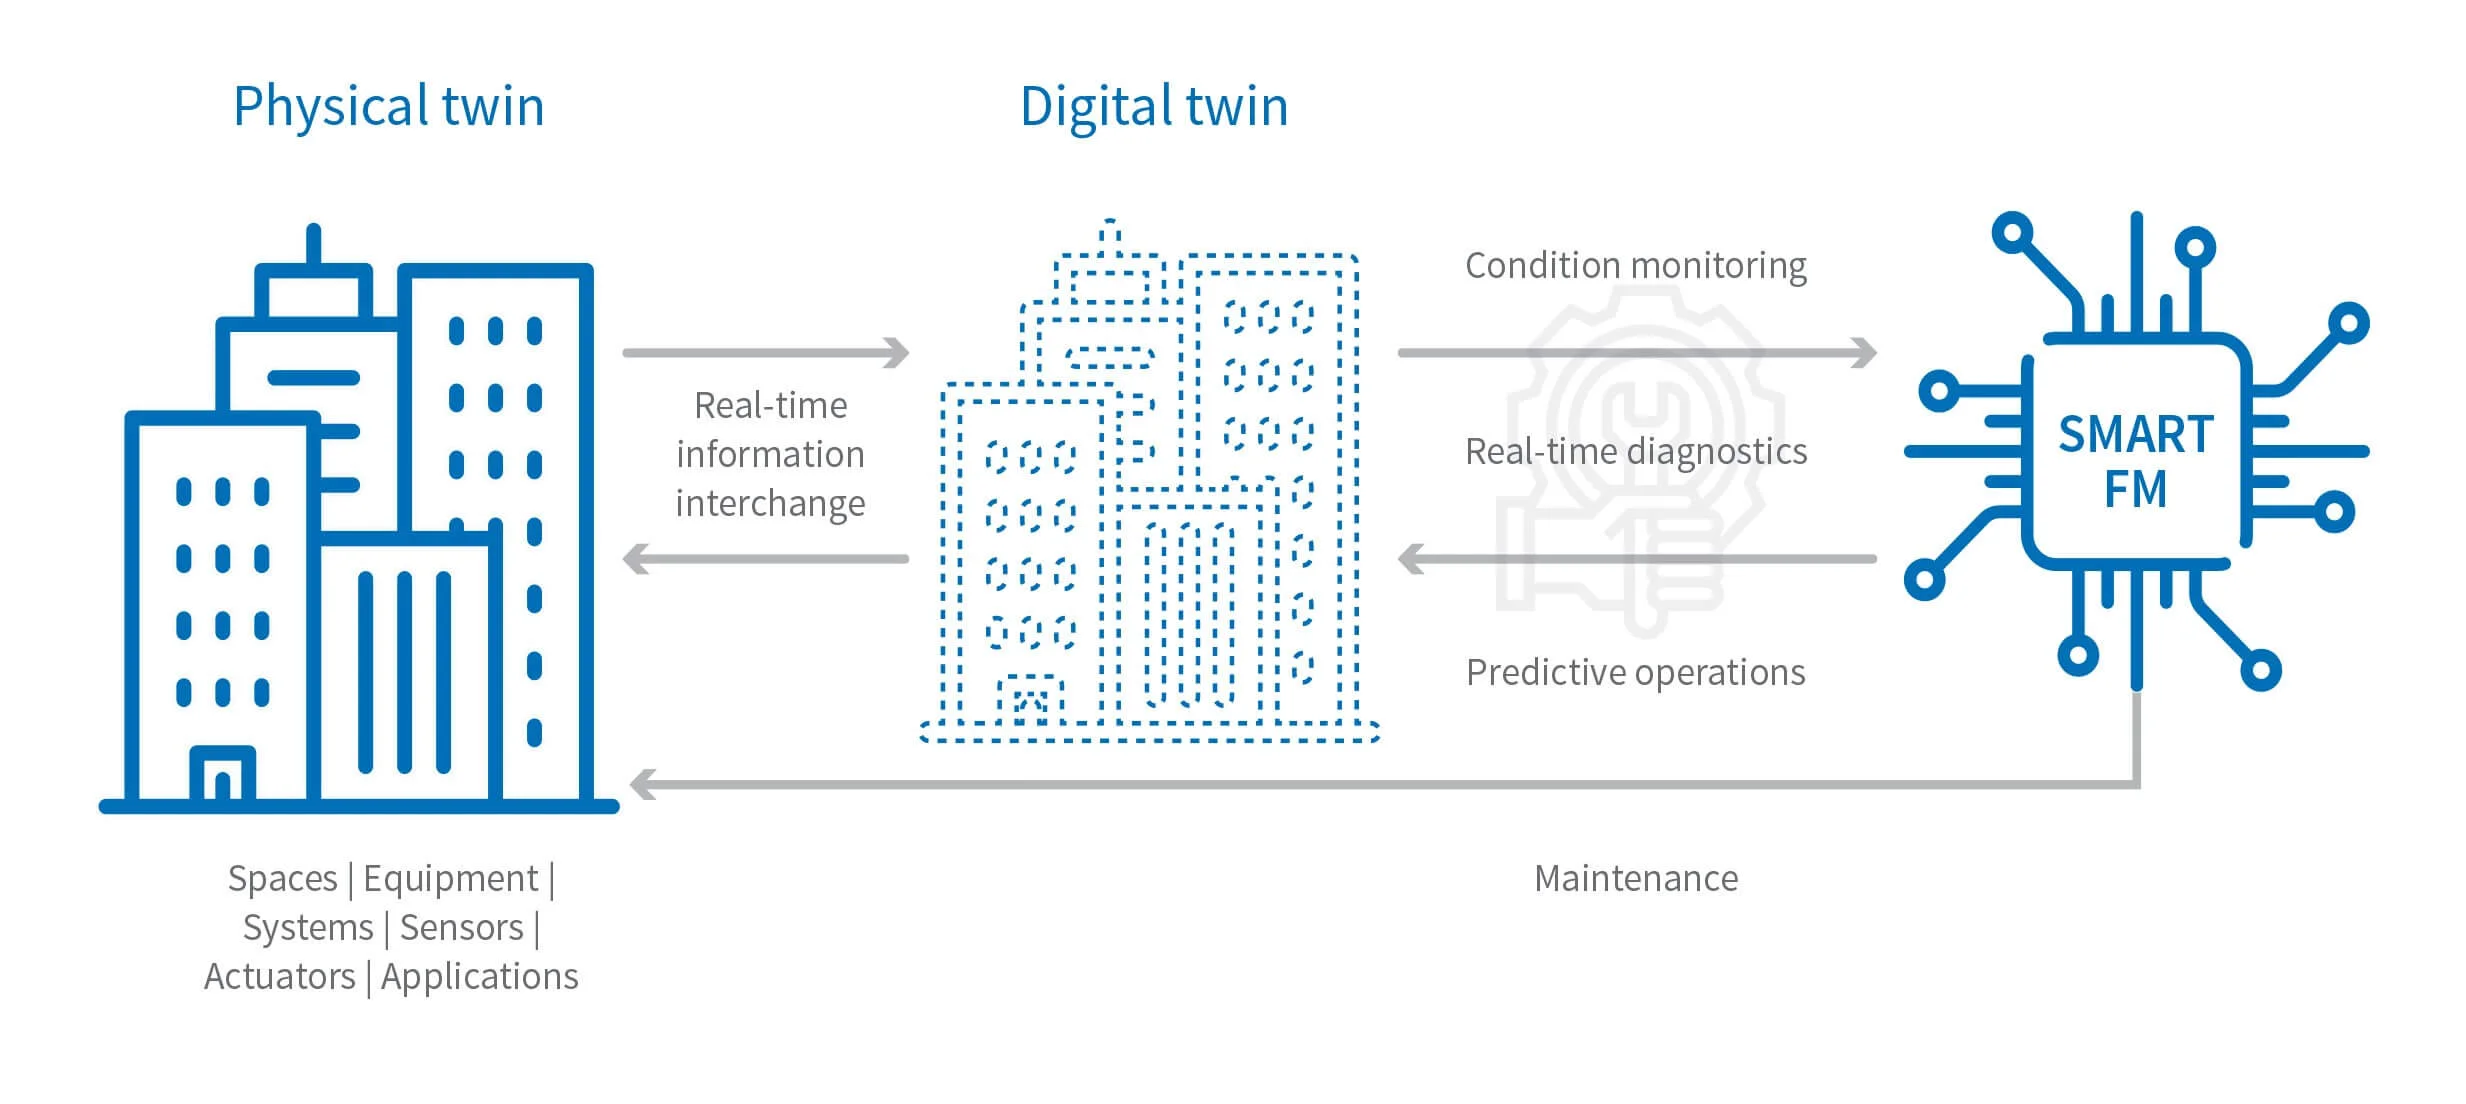 Physical twin
Digital twin
Real-time
information
interchange
Condition monitoring
Real-time diagnostics
Predictive operations
SMART
FM
Spaces | Equipment |
Systems | Sensors |
Actuators | Applications
Maintenance